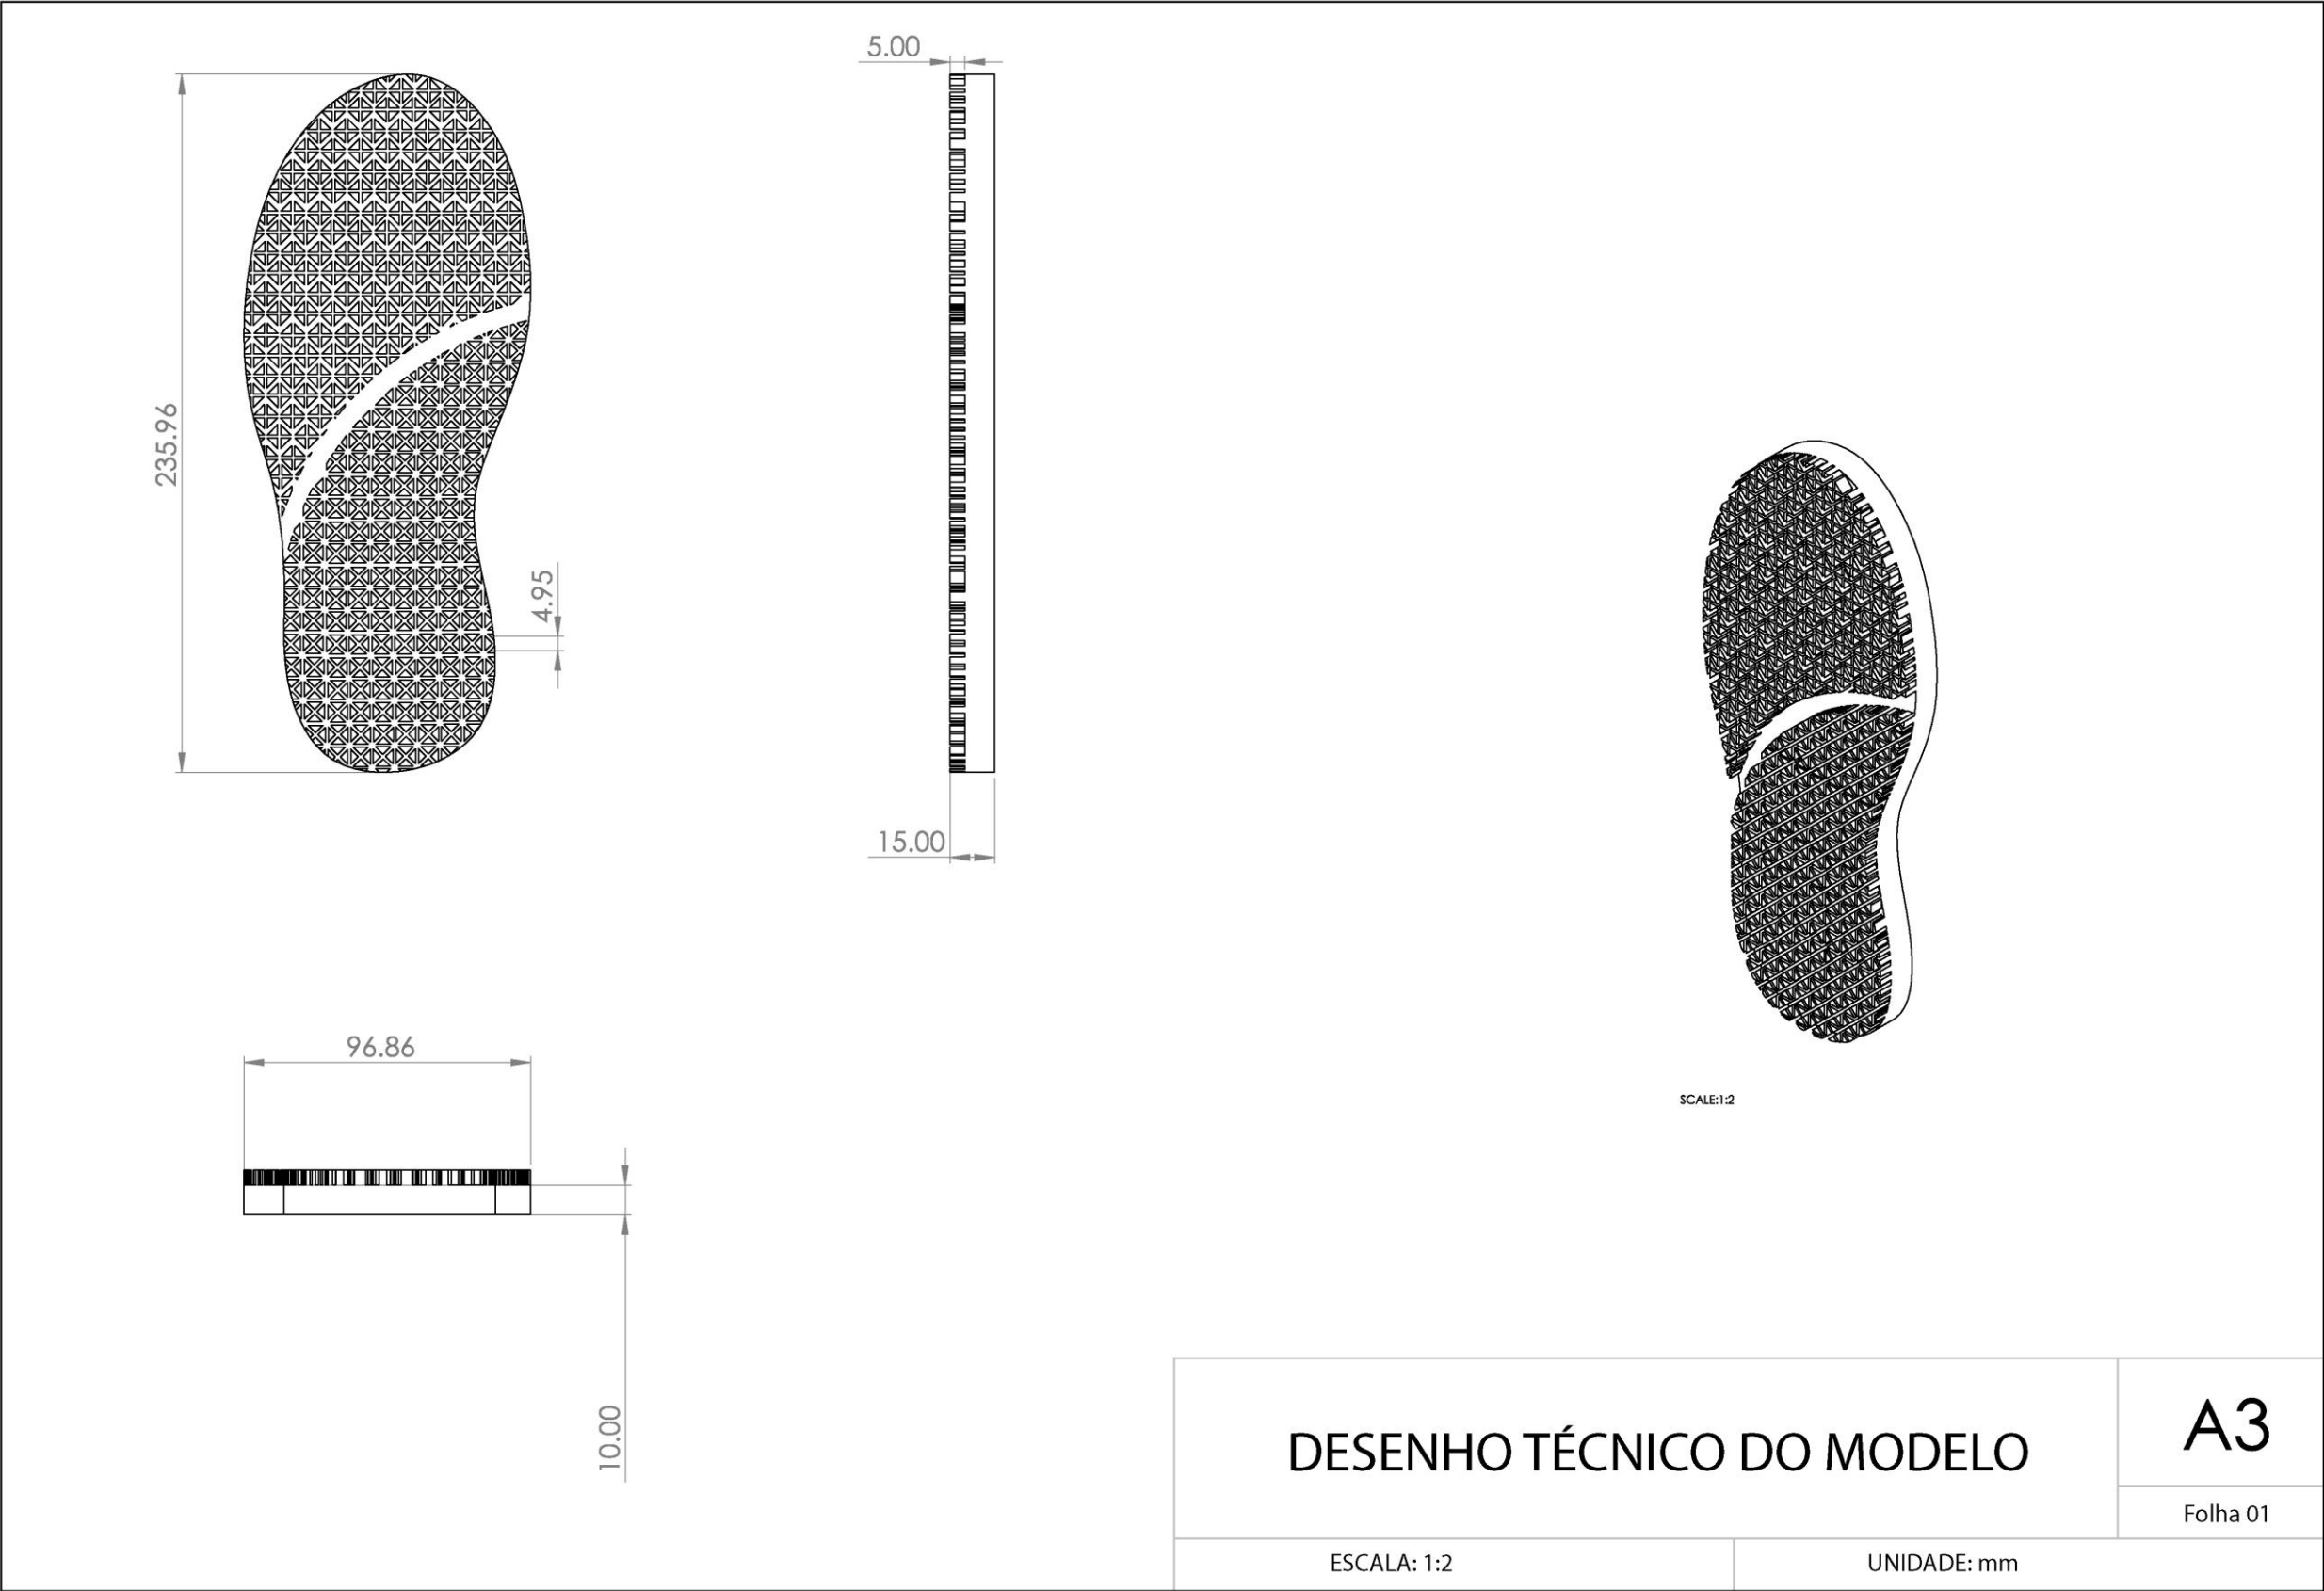 5.00
235.96
4.95
15.00
96.86
SCALE:1:2
10.00
DESENHO TÉCNICO DO MODELO
A3
Folha 01
ESCALA: 1:2
UNIDADE: mm